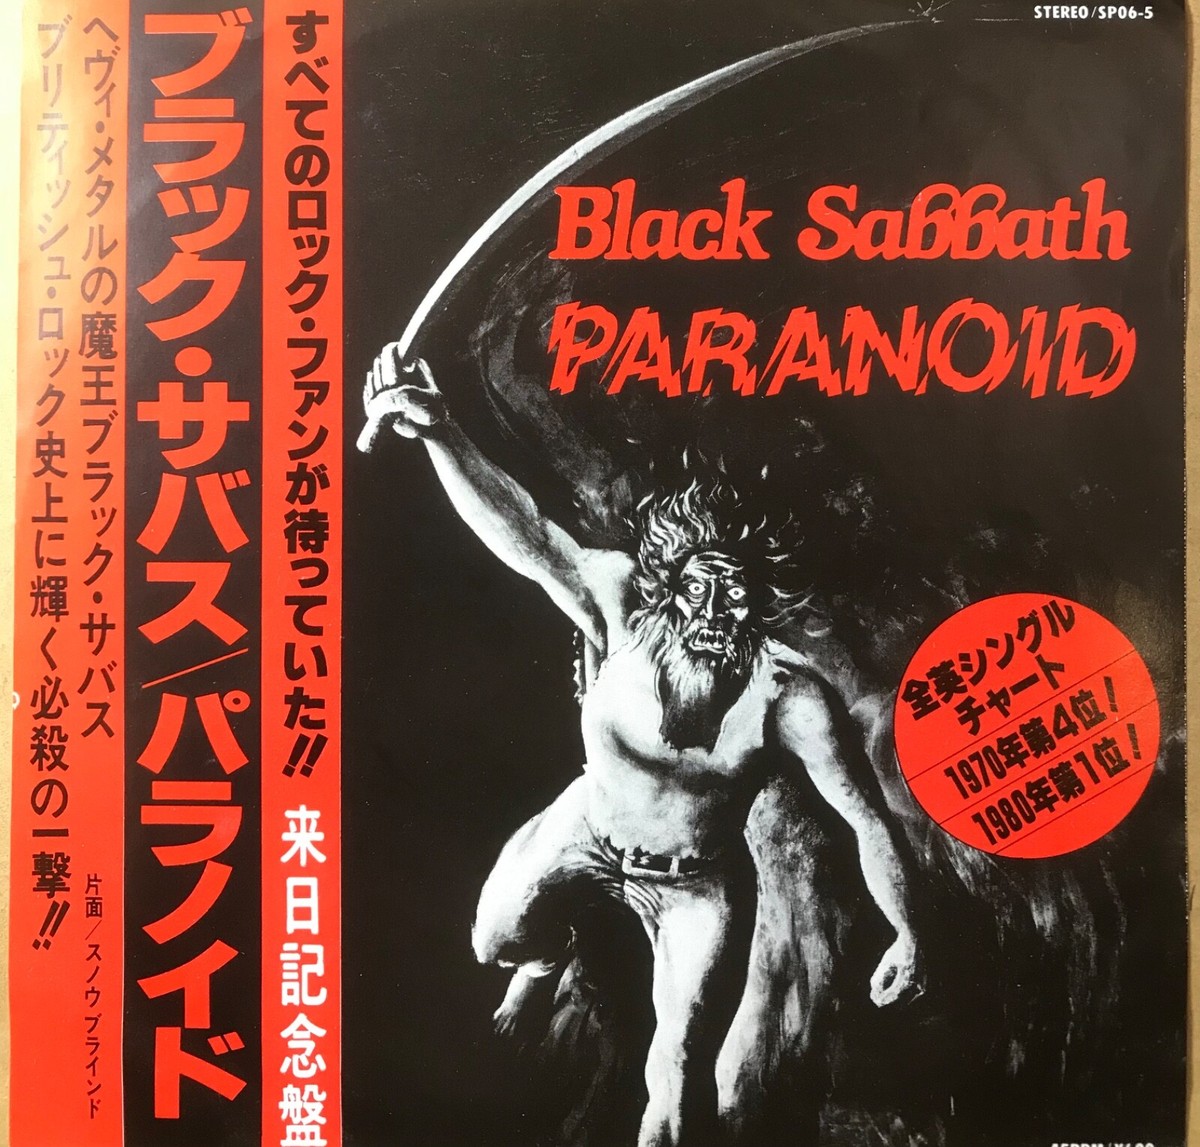 STEREO/SP06-5
すべてのロック・ファンが待っていた!! 来日記念盤
ブラック・サバス/パラノイド
ヘヴィ・メタルの魔王ブラック・サバス
ブリティッシュ・ロック史上に輝く必殺の一撃!!
片面/スノウブラインド
Black Sabbath
PARANOID
全英シングル
チャート
1970年第4位!
1980年第1位!